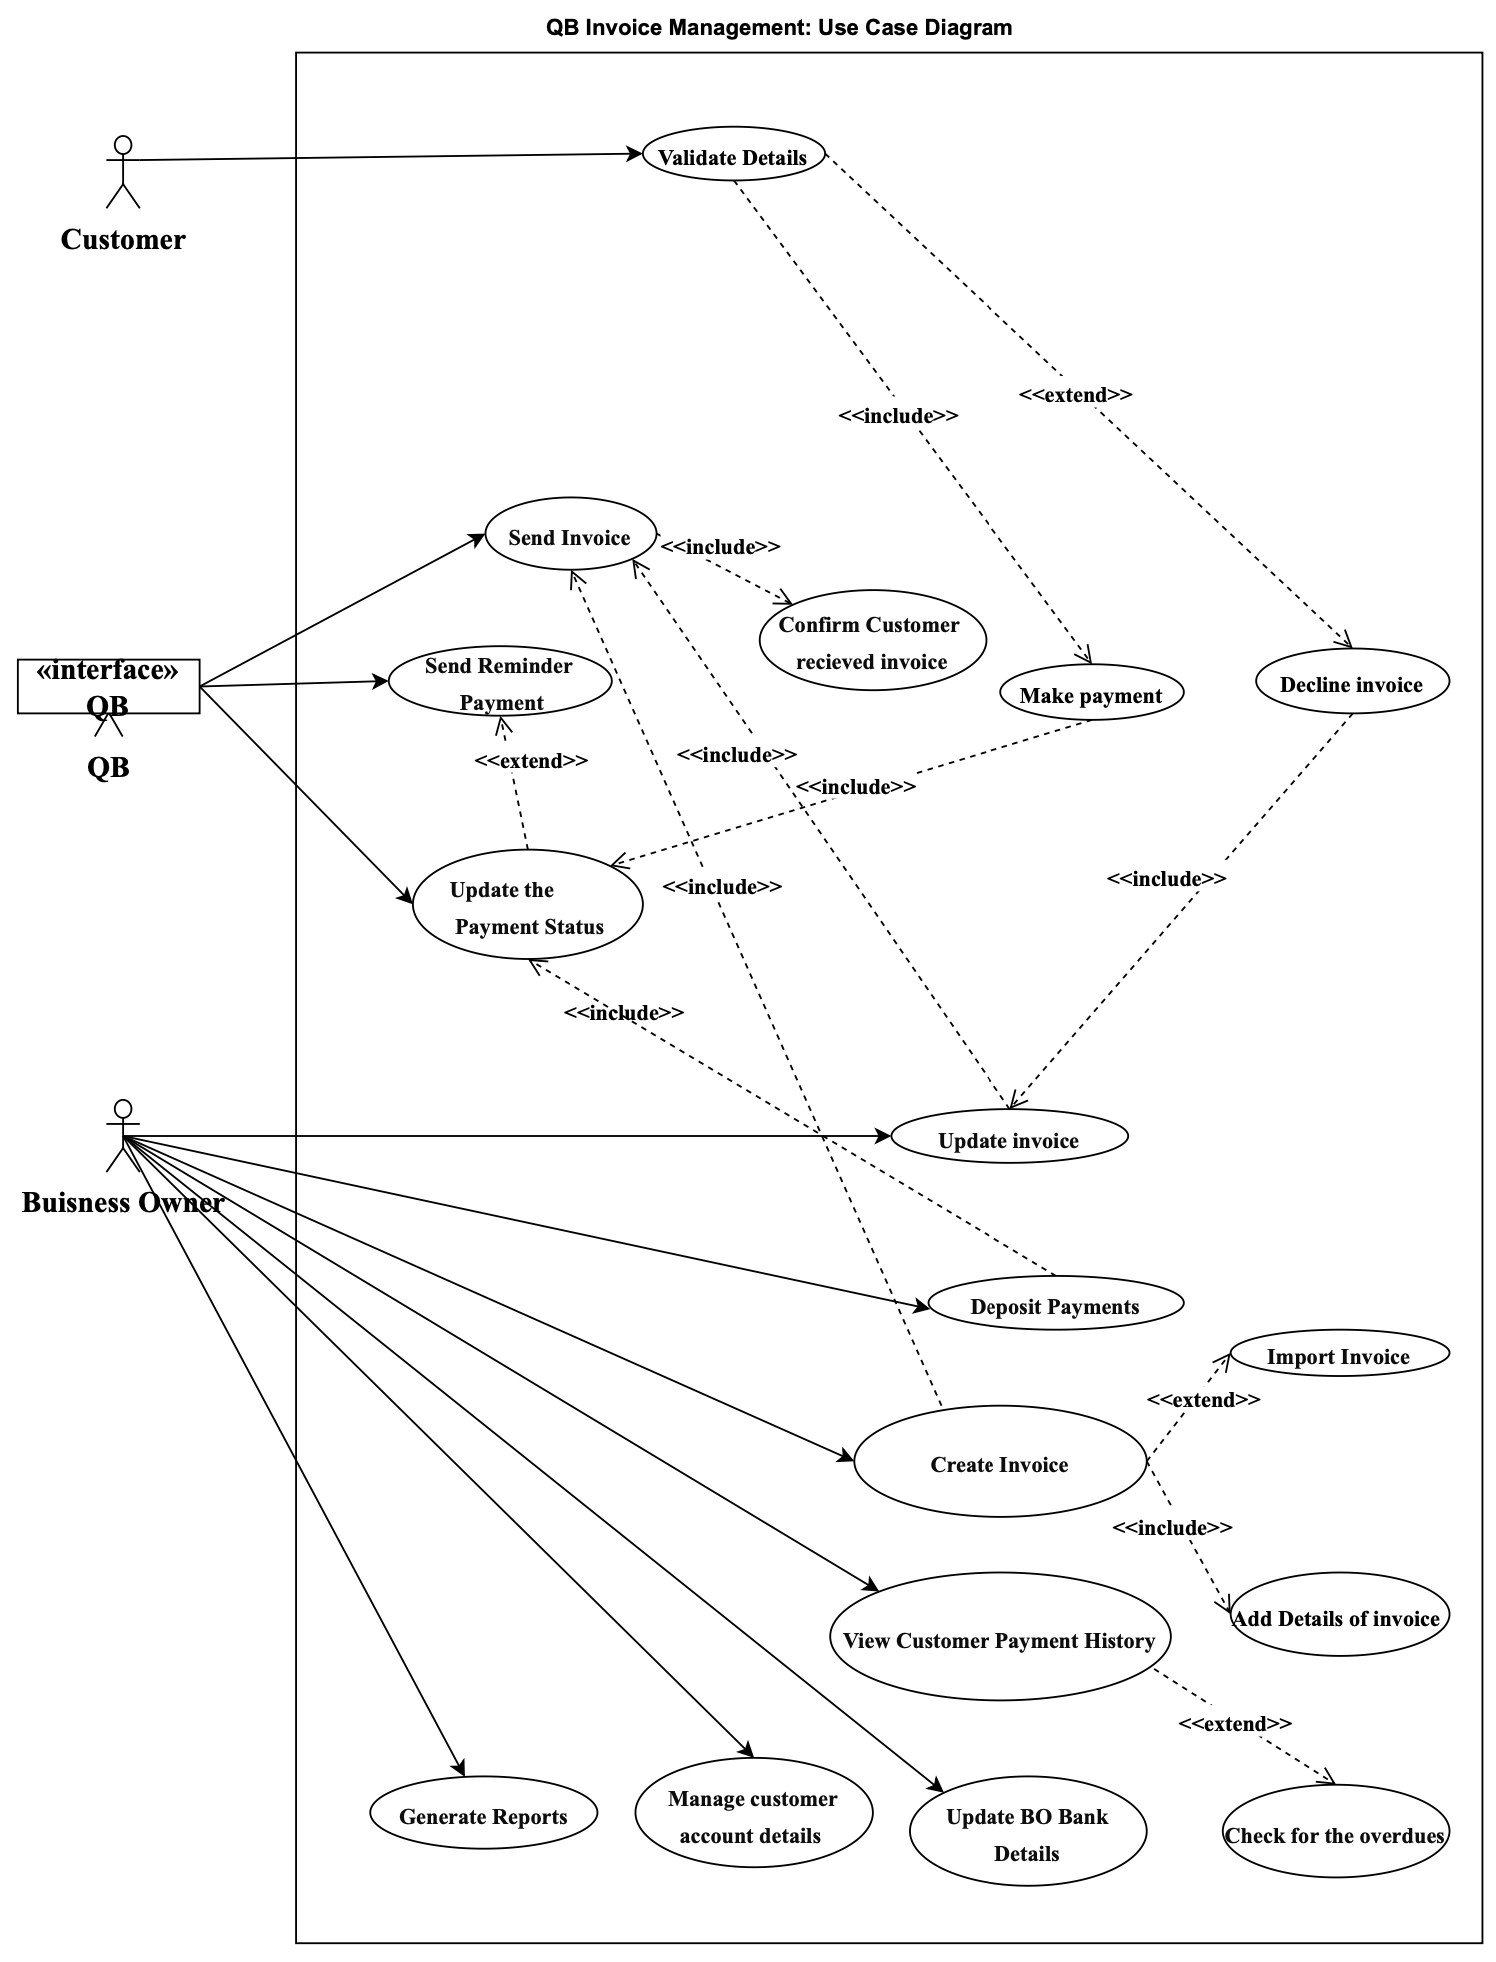 QB Invoice Management: Use Case Diagram
Validate Details
Customer
<<extend>>
<<include>>
Send Invoice
<<include>>
Confirm Customer
recieved invoice
«interface»
QB
QB
Send Reminder
Payment
Make payment
Decline invoice
<<extend>>
<<include>>
<<include>>
<<include>>
<<include>>
Update the
Payment Status
<<include>>
Update invoice
Buisness Owner
Deposit Payments
Import Invoice
<<extend>>
Create Invoice
<<include>>
Add Details of invoice
View Customer Payment History
<<extend>>
Generate Reports
Manage customer
account details
Update BO Bank
Details
Check for the overdues